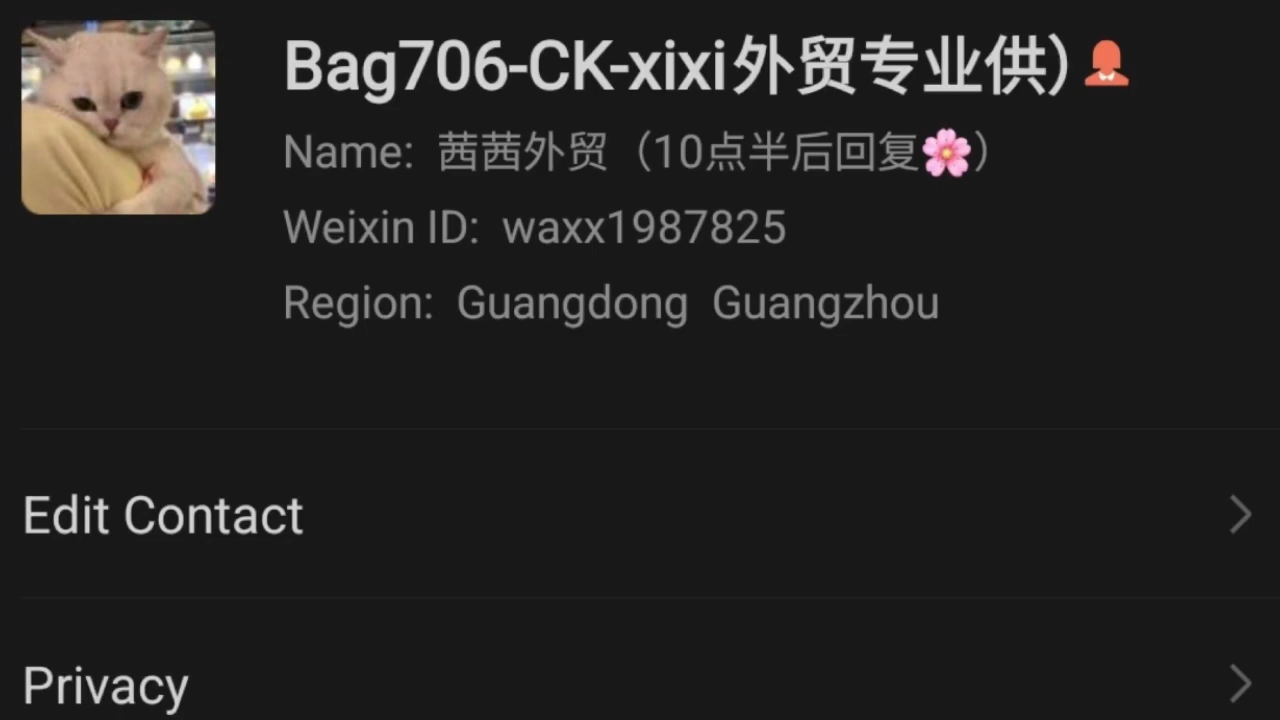 Bag706-CK-xixi外贸专业供）
Name: 茜茜外贸（10点半后回复🌸）
Weixin ID: waxx1987825
Region: Guangdong Guangzhou
Edit Contact
Privacy